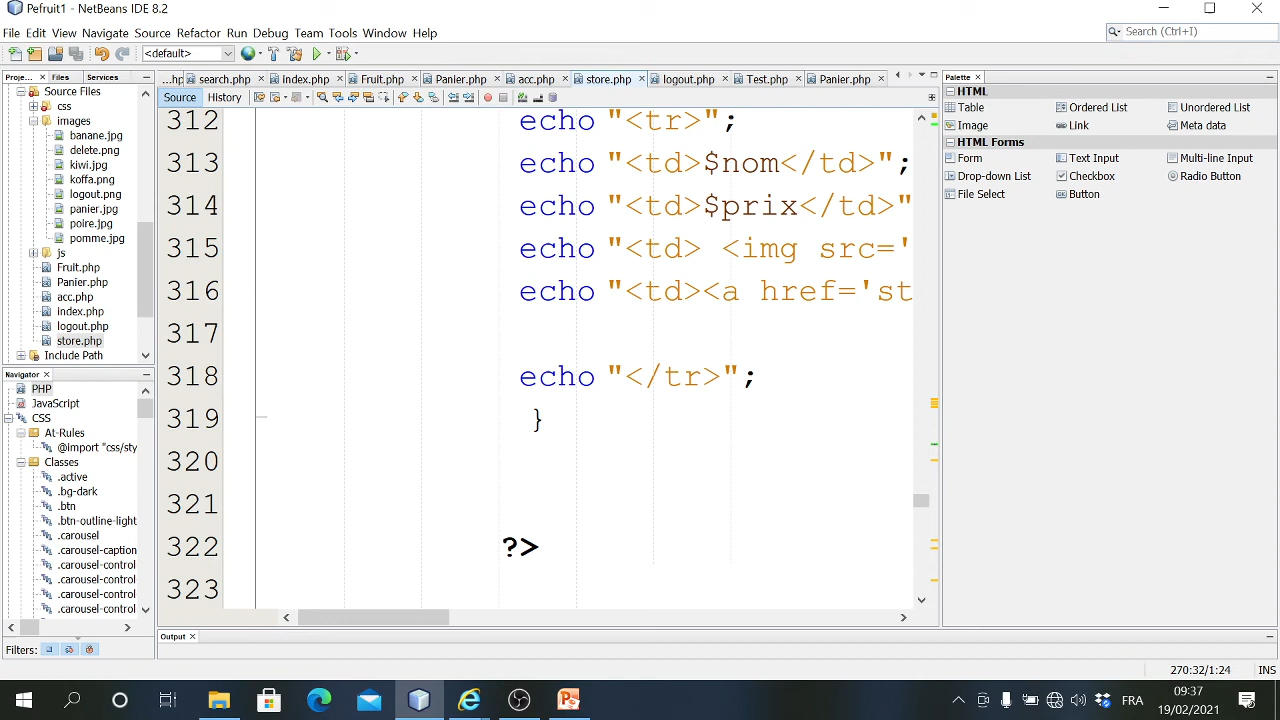 Pefruit1 - NetBeans IDE 8.2
File Edit View Navigate Source Refactor Run Debug Team Tools Window Help
Search (Ctrl+I)
<default>
Proje... Files Services
...hp search.php index.php Fruit.php Panier.php acc.php store.php logout.php Test.php Panier.php
Palette
Source History
Source Files
css
images
banane.jpg
delete.png
kiwi.jpg
koffa.png
logout.png
panier.jpg
poire.jpg
pomme.jpg
js
Fruit.php
Panier.php
acc.php
index.php
logout.php
store.php
Include Path
Navigator
PHP
JavaScript
CSS
At-Rules
@import "css/sty
Classes
.active
.bg-dark
.btn
.btn-outline-light
.carousel
.carousel-caption
.carousel-control
.carousel-control
.carousel-control
.carousel-control
Filters:
312 echo "<tr>";
313 echo "<td>$nom</td>";
314 echo "<td>$prix</td>"
315 echo "<td> <img src='
316 echo "<td><a href='st
317
318 echo "</tr>";
319 }
320
321
322 ?>
323
HTML
Table Ordered List Unordered List
Image Link Meta data
HTML Forms
Form Text Input Multi-line Input
Drop-down List Checkbox Radio Button
File Select Button
Output
270:32/1:24 INS
FRA
09:37
19/02/2021